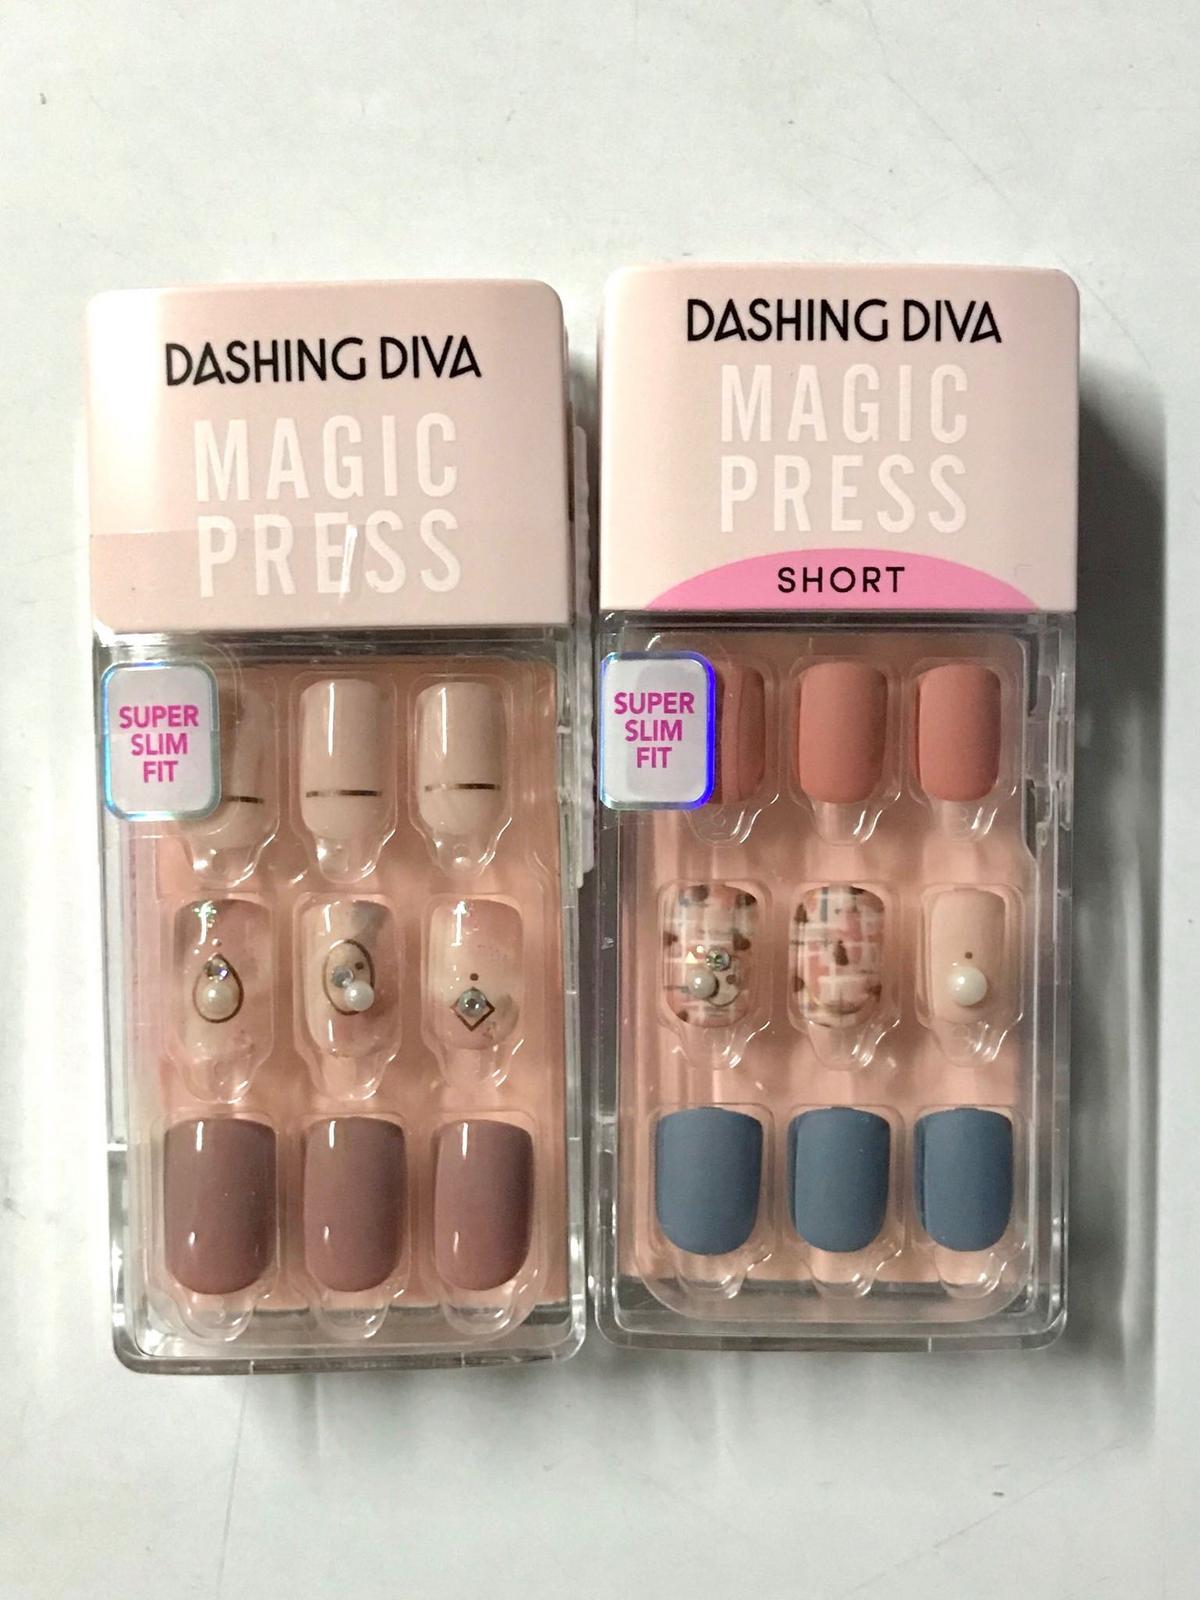 DASHING DIVA
MAGIC
PRESS
SUPER
SLIM
FIT
DASHING DIVA
MAGIC
PRESS
SHORT
SUPER
SLIM
FIT